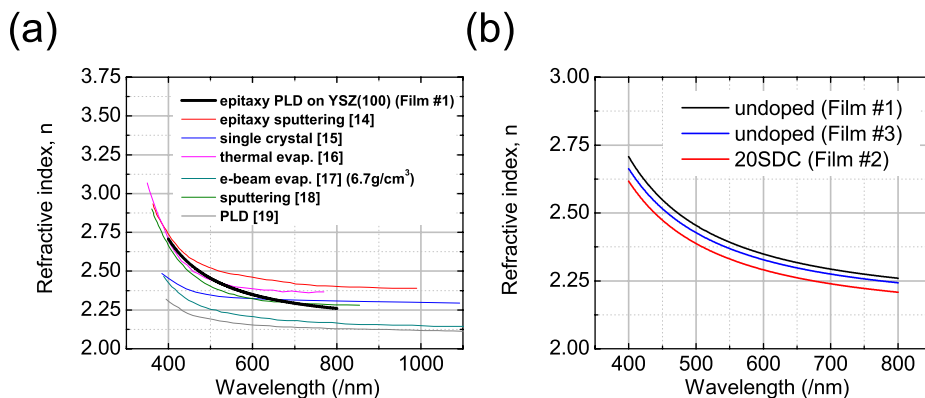 (a)
3.75
3.50
3.25
3.00
2.75
2.50
2.25
2.00
Refractive index, n
epitaxy PLD on YSZ(100) (Film #1)
epitaxy sputtering [14]
single crystal [15]
thermal evap. [16]
e-beam evap. [17] (6.7g/cm³)
sputtering [18]
PLD [19]
400 600 800 1000
Wavelength (/nm)
(b)
3.00
2.75
2.50
2.25
2.00
Refractive index, n
undoped (Film #1)
undoped (Film #3)
20SDC (Film #2)
400 500 600 700 800
Wavelength (/nm)